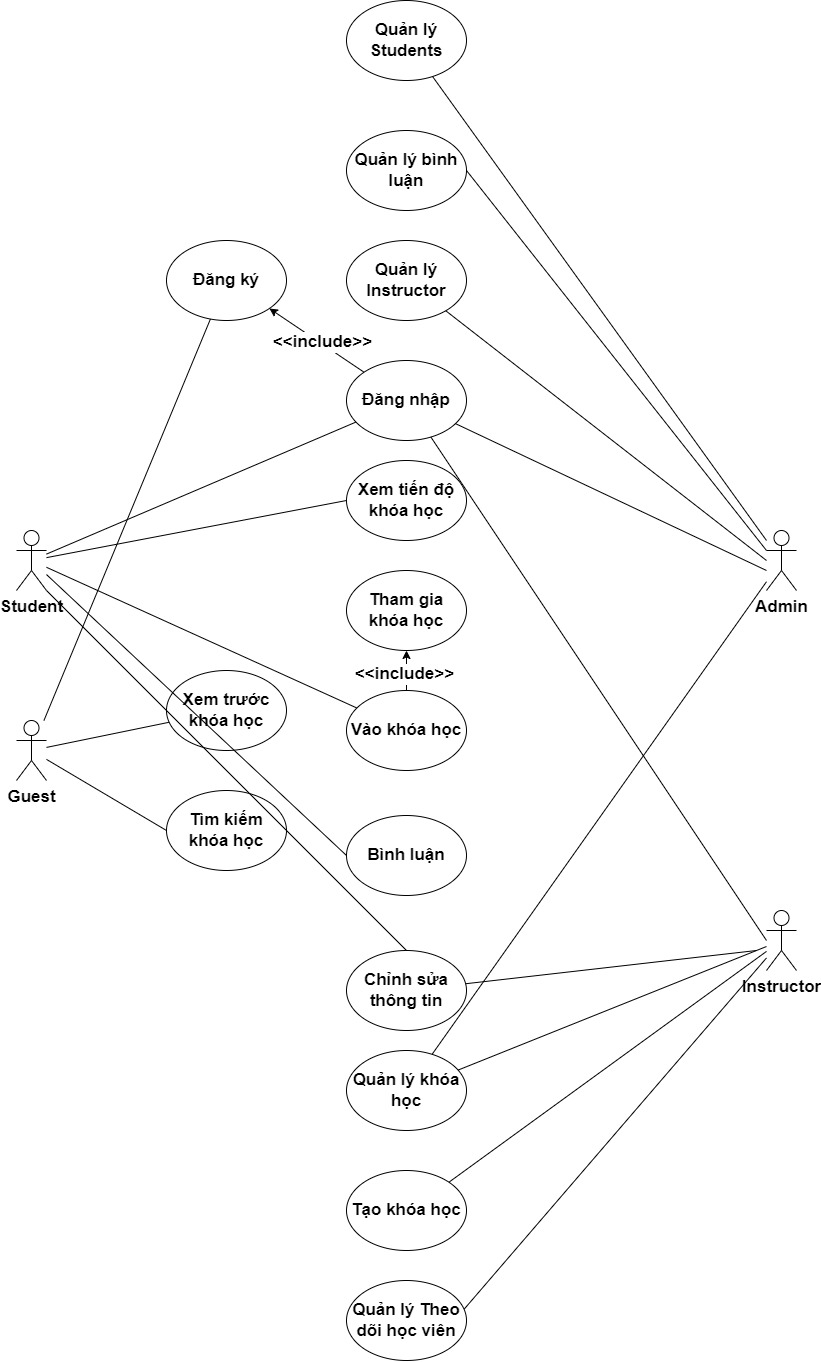 Quản lý
Students
Quản lý bình
luận
Đăng ký
Quản lý
Instructor
<<include>>
Đăng nhập
Xem tiến độ
khóa học
Student
Admin
Tham gia
khóa học
<<include>>
Xem trước
khóa học
Vào khóa học
Guest
Tìm kiếm
khóa học
Bình luận
Chỉnh sửa
thông tin
Instructor
Quản lý khóa
học
Tạo khóa học
Quản lý Theo
dõi học viên